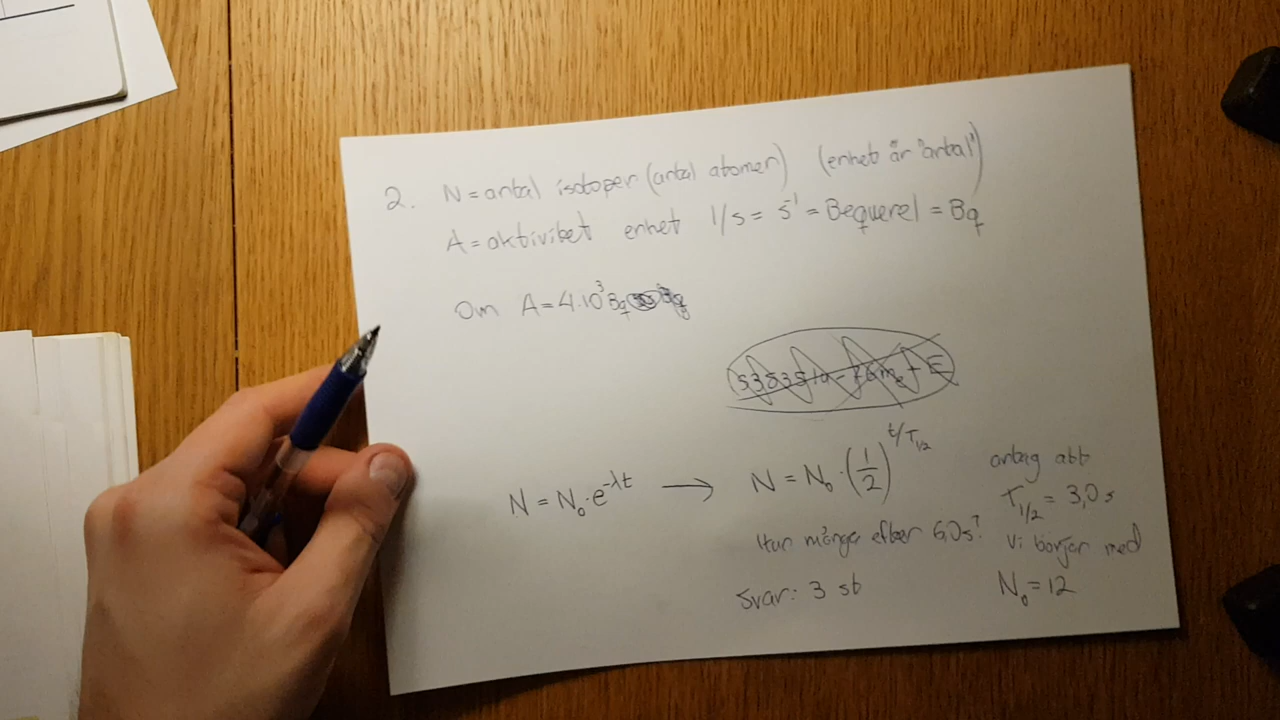 2. N = antal isotoper (antal atomer) (enhet är "antal")
A = aktivitet enhet 1/s = s⁻¹ = Bequerel = Bq
Om A = 4·10³ Bq
N = N₀·e^-λt → N = N₀·(1/2)^t/T₁/₂
antag att
T₁/₂ = 3,0 s
Hur många efter 6,0s?
Vi börjar med
N₀ = 12
Svar: 3 st